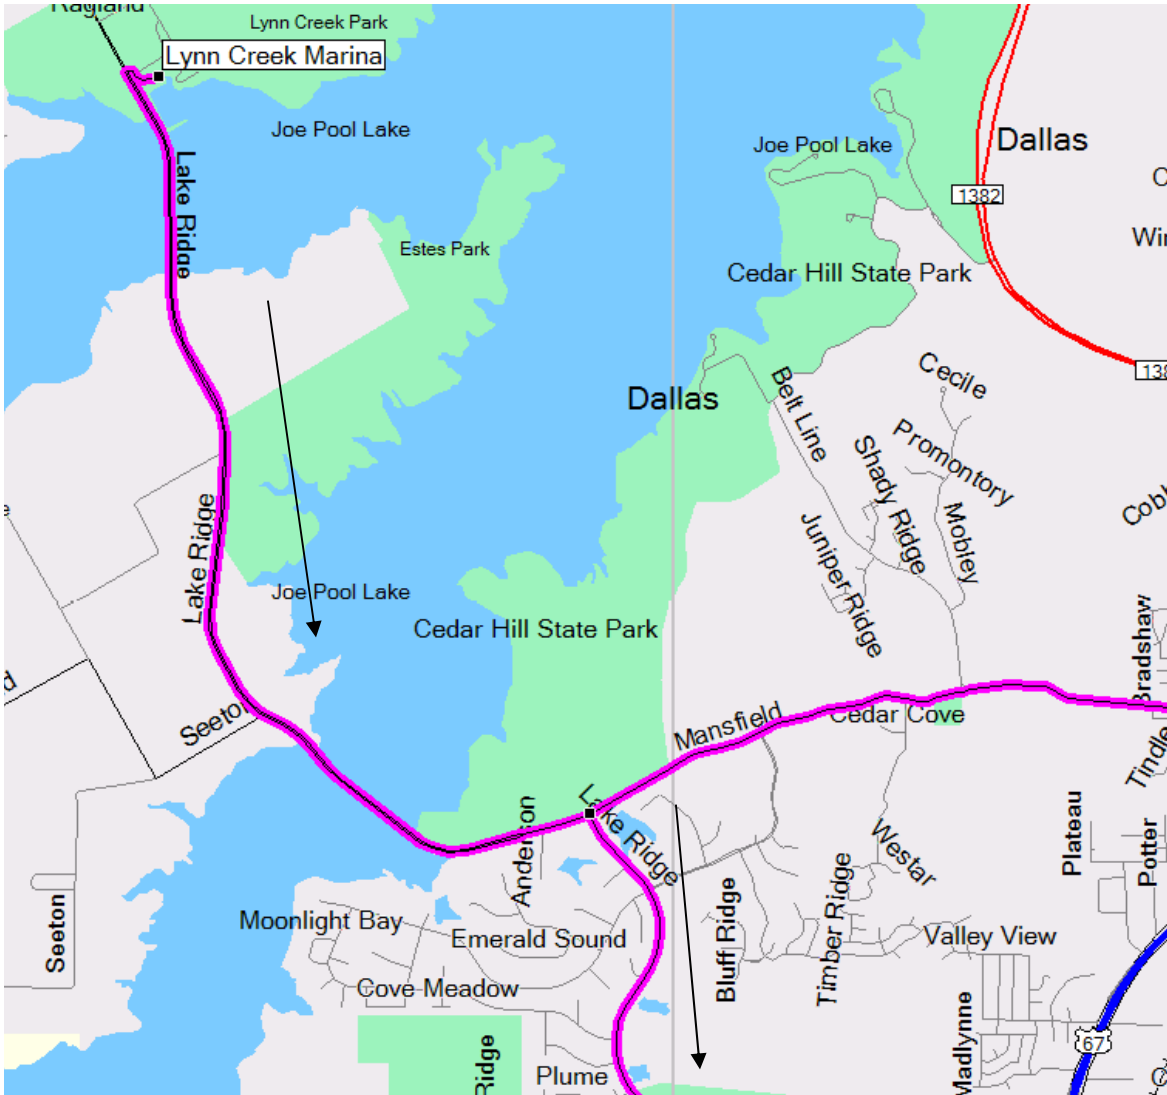 Ragland
Lynn Creek Park
Lynn Creek Marina
Joe Pool Lake
Dallas
Joe Pool Lake
Lake Ridge
1382
Estes Park
Cedar Hill State Park
Cecile
Belt Line
Dallas
Promontory
Shady Ridge
Mobley
Juniper Ridge
Lake Ridge
Joe Pool Lake
Cedar Hill State Park
Bradshaw
Seeton
Mansfield
Cedar Cove
Tindle
Lake Ridge
Anderson
Westar
Plateau
Potter
Seeton
Moonlight Bay
Emerald Sound
Bluff Ridge
Timber Ridge
Valley View
Cove Meadow
Madlynne
67
Ridge
Plume